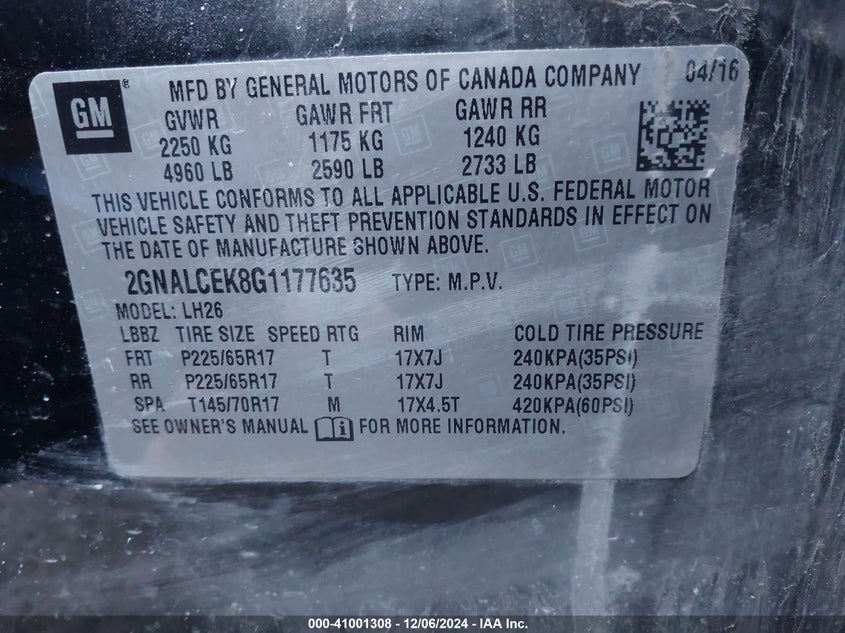 GM ® MFD BY GENERAL MOTORS OF CANADA COMPANY 04/16
GVWR GAWR FRT GAWR RR
2250 KG 1175 KG 1240 KG
4960 LB 2590 LB 2733 LB
THIS VEHICLE CONFORMS TO ALL APPLICABLE U.S. FEDERAL MOTOR
VEHICLE SAFETY AND THEFT PREVENTION STANDARDS IN EFFECT ON
THE DATE OF MANUFACTURE SHOWN ABOVE.
2GNALCEK8G1177635 TYPE: M.P.V.
MODEL: LH26
LBBZ TIRE SIZE SPEED RTG RIM COLD TIRE PRESSURE
FRT P225/65R17 T 17X7J 240KPA(35PSI)
RR P225/65R17 T 17X7J 240KPA(35PSI)
SPA T145/70R17 M 17X4.5T 420KPA(60PSI)
SEE OWNER'S MANUAL i FOR MORE INFORMATION.
000-41001308 - 12/06/2024 - IAA Inc.